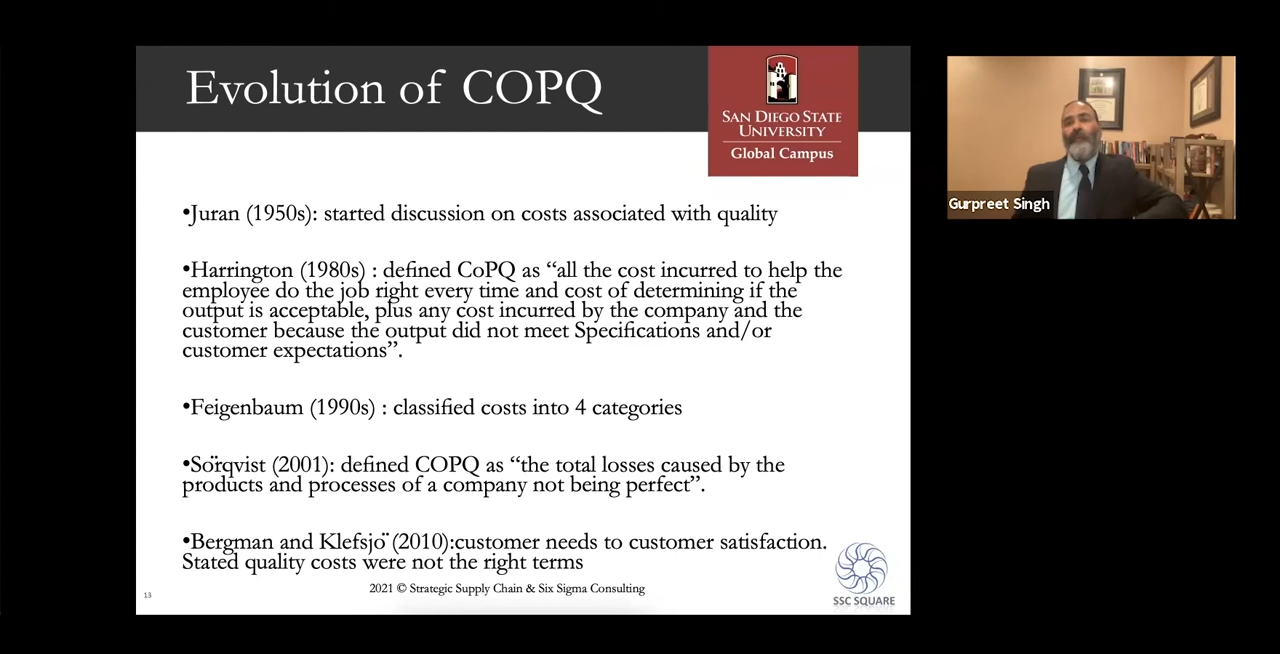 Evolution of COPQ
SAN DIEGO STATE
UNIVERSITY
Global Campus
•Juran (1950s): started discussion on costs associated with quality
•Harrington (1980s) : defined CoPQ as “all the cost incurred to help the
employee do the job right every time and cost of determining if the
output is acceptable, plus any cost incurred by the company and the
customer because the output did not meet Specifications and/or
customer expectations”.
•Feigenbaum (1990s) : classified costs into 4 categories
•Sörqvist (2001): defined COPQ as “the total losses caused by the
products and processes of a company not being perfect”.
•Bergman and Klefsjö (2010):customer needs to customer satisfaction.
Stated quality costs were not the right terms
2021 © Strategic Supply Chain & Six Sigma Consulting
13
SSC SQUARE
Gurpreet Singh